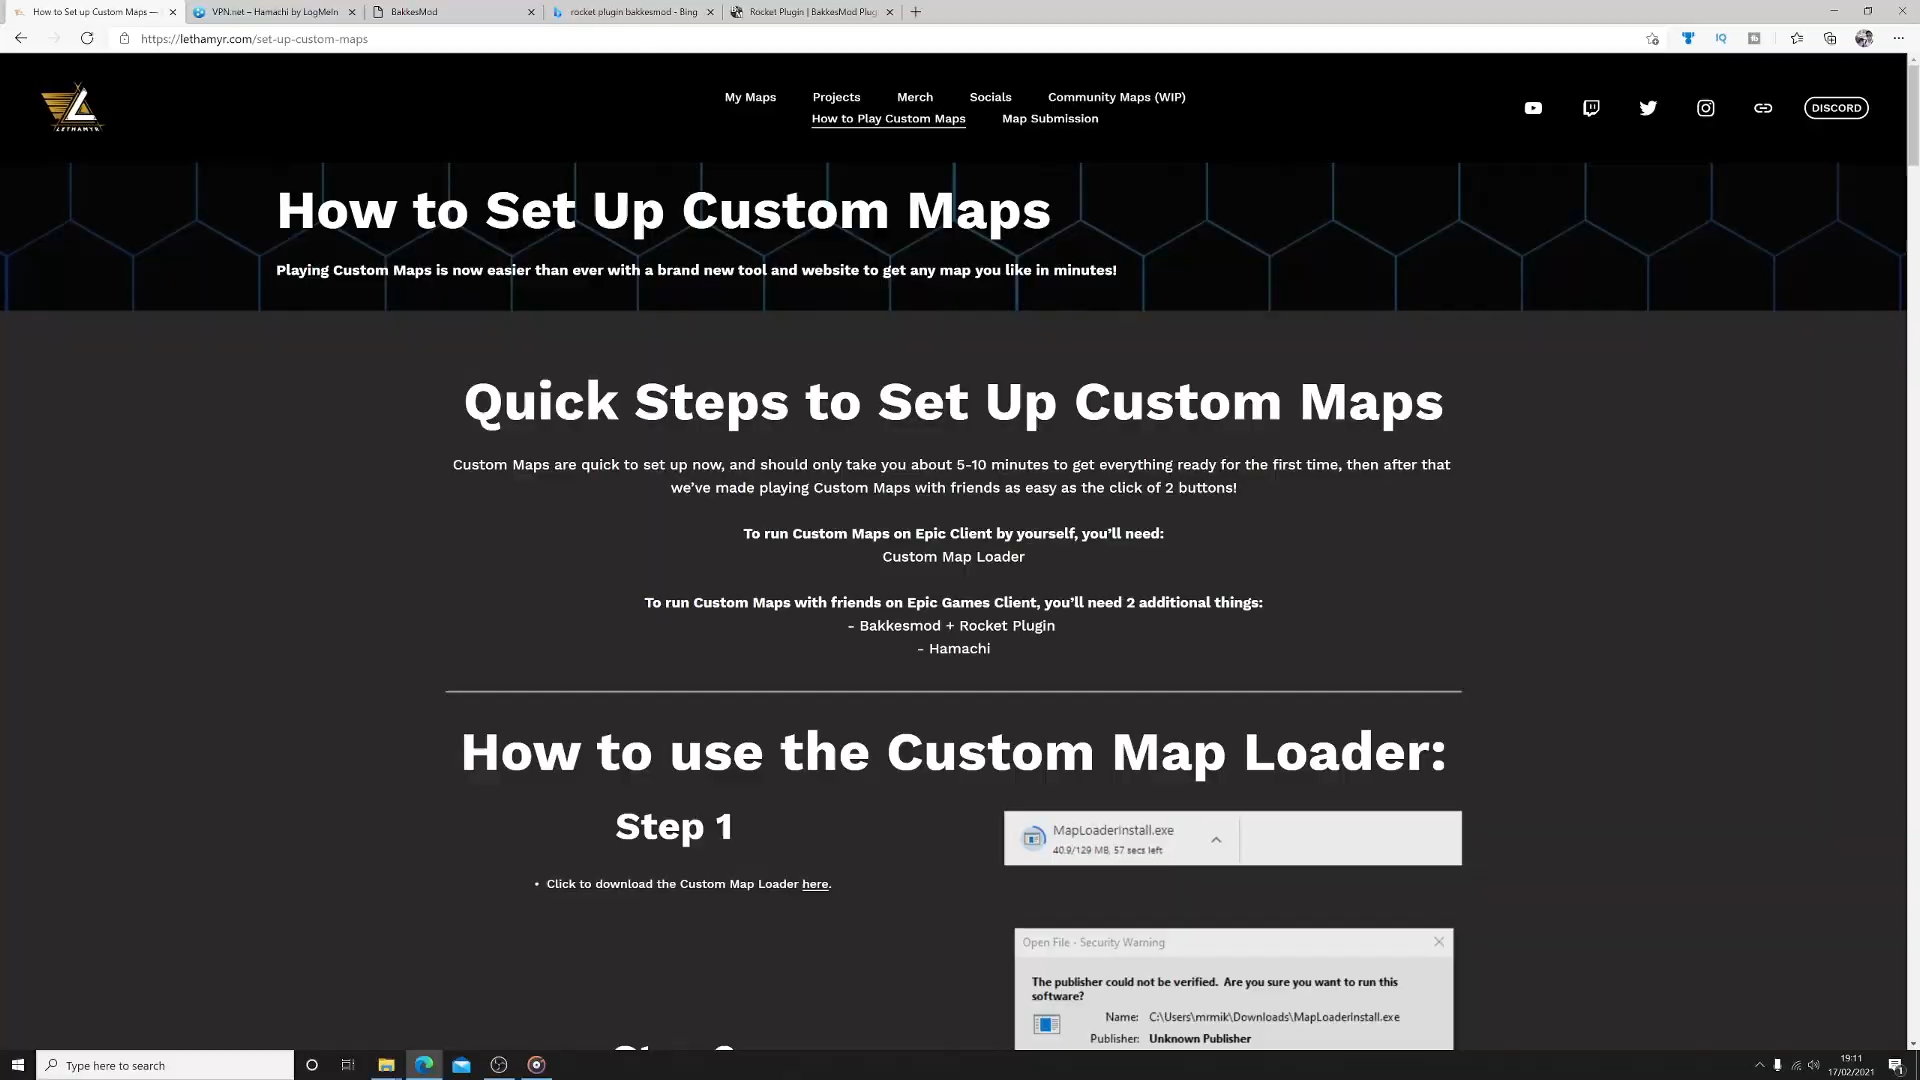 How to Set up Custom Maps —
VPN.net – Hamachi by LogMeIn
BakkesMod
rocket plugin bakkesmod - Bing
Rocket Plugin | BakkesMod Plug
https://lethamyr.com/set-up-custom-maps
IQ
LETHAMYR
My Maps
Projects
Merch
Socials
Community Maps (WIP)
How to Play Custom Maps
Map Submission
DISCORD
How to Set Up Custom Maps
Playing Custom Maps is now easier than ever with a brand new tool and website to get any map you like in minutes!
Quick Steps to Set Up Custom Maps
Custom Maps are quick to set up now, and should only take you about 5-10 minutes to get everything ready for the first time, then after that
we’ve made playing Custom Maps with friends as easy as the click of 2 buttons!
To run Custom Maps on Epic Client by yourself, you’ll need:
Custom Map Loader
To run Custom Maps with friends on Epic Games Client, you’ll need 2 additional things:
- Bakkesmod + Rocket Plugin
- Hamachi
How to use the Custom Map Loader:
Step 1
• Click to download the Custom Map Loader here.
MapLoaderInstall.exe
40.9/129 MB, 57 secs left
Open File - Security Warning
The publisher could not be verified. Are you sure you want to run this
software?
Name: C:\Users\mrmik\Downloads\MapLoaderInstall.exe
Publisher: Unknown Publisher
Type here to search
19:11
17/02/2021